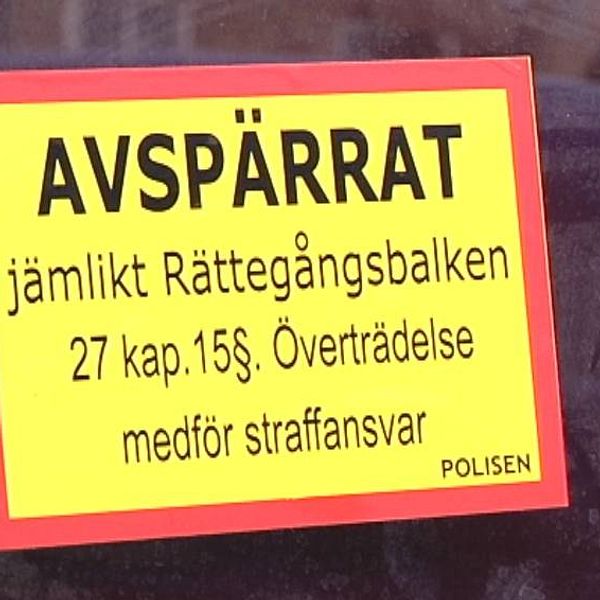 AVSPÄRRAT
jämlikt Rättegångsbalken
27 kap.15§. Överträdelse
medför straffansvar
POLISEN